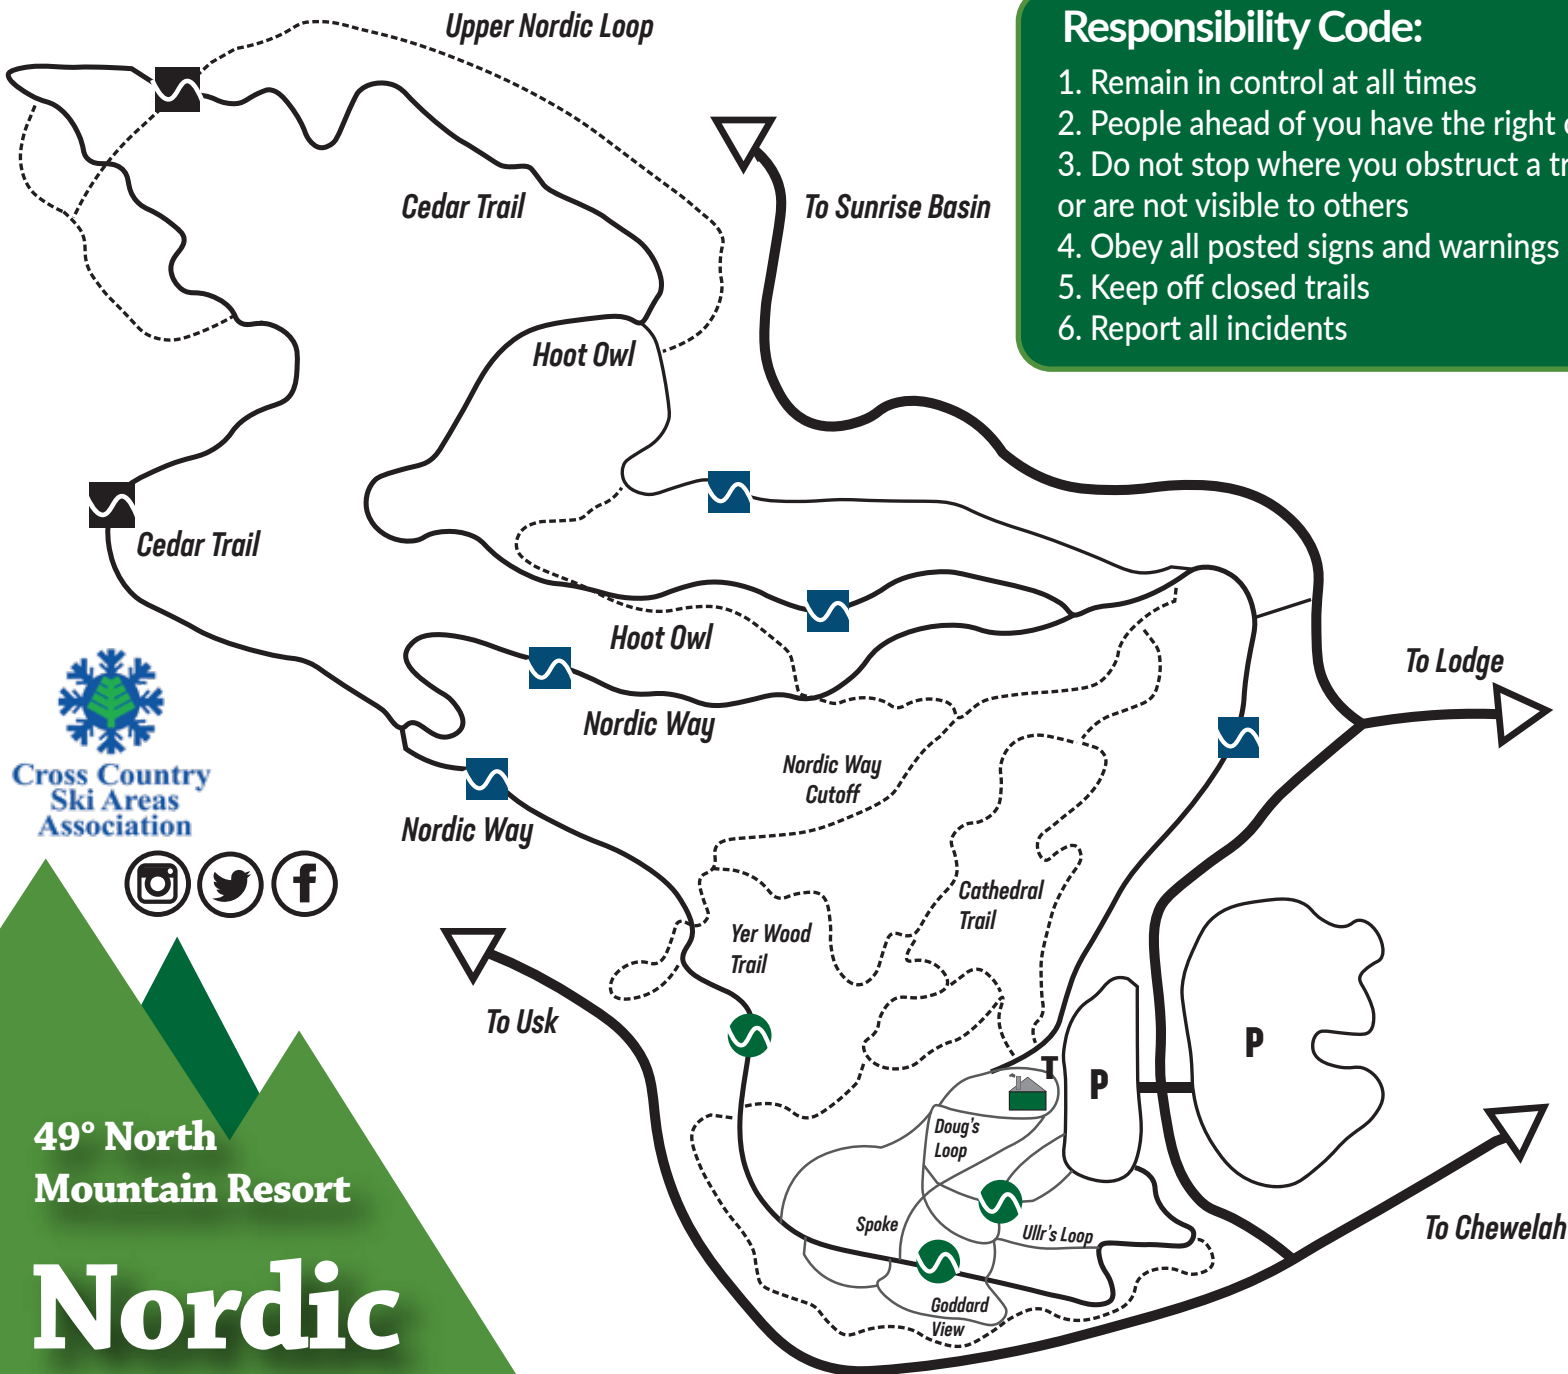 Upper Nordic Loop
Responsibility Code:
1. Remain in control at all times
2. People ahead of you have the right
3. Do not stop where you obstruct a
or are not visible to others
4. Obey all posted signs and warnings
5. Keep off closed trails
6. Report all incidents
Cedar Trail
To Sunrise Basin
Hoot Owl
Cedar Trail
Hoot Owl
To Lodge
Nordic Way
Nordic Way
Cutoff
Cross Country
Ski Areas
Association
Nordic Way
Cathedral
Trail
Yer Wood
Trail
To Usk
P
T
P
Doug's
Loop
49° North
Mountain Resort
Spoke
Ullr's Loop
To Chewelah
Goddard
View
Nordic